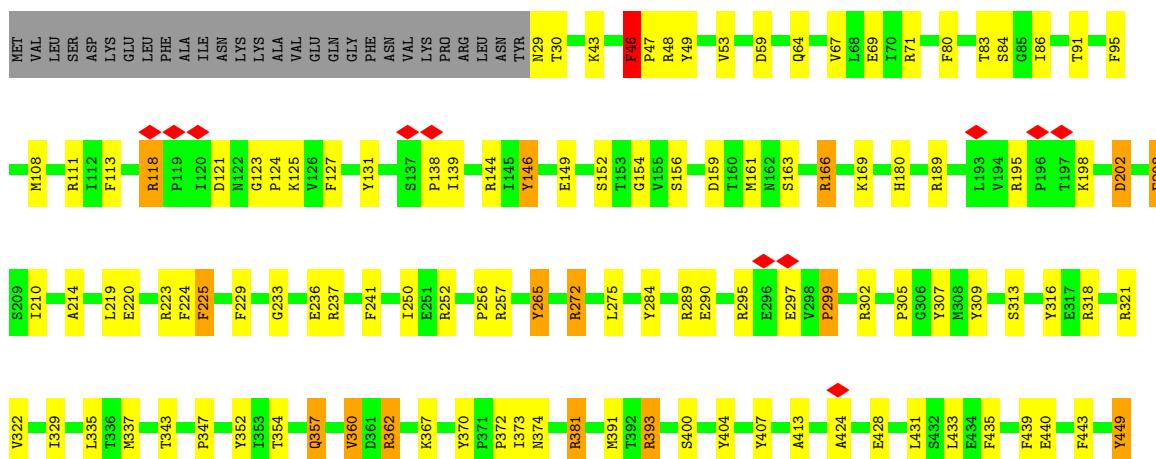 MET VAL LEU SER ASP LYS GLU LEU PHE ALA ILE ASN LYS LYS ALA VAL GLU GLN GLY PHE ASN VAL LYS PRO ARG LEU ASN TYR N29 T30 K43 F46 P47 R48 Y49 V53 D59 Q64 V67 L68 E69 I70 R71 F80 T83 S84 G85 I86 T91 F95
M108 R111 I112 F113 R118 P119 I120 D121 N122 G123 P124 K125 V126 F127 Y131 S137 P138 I139 R144 I145 Y146 E149 S152 T153 G154 V155 S156 D159 T160 M161 N162 S163 R166 K169 H180 R189 L193 V194 R195 P196 T197 K198 D202
S209 I210 A214 L219 E220 R223 F224 F225 F229 G233 E236 R237 F241 I250 E251 R252 P256 R257 Y265 R272 L275 Y284 R289 E290 R295 E296 E297 V298 P299 R302 P305 G306 Y307 M308 Y309 S313 Y316 E317 R318 R321
V322 I329 L335 T336 M337 T343 P347 Y352 I353 T354 Q357 V360 D361 R362 K367 Y370 P371 P372 I373 N374 R381 M391 T392 R393 S400 Y404 Y407 A413 A424 E428 L431 S432 L433 E434 F435 F439 E440 F443 Y449